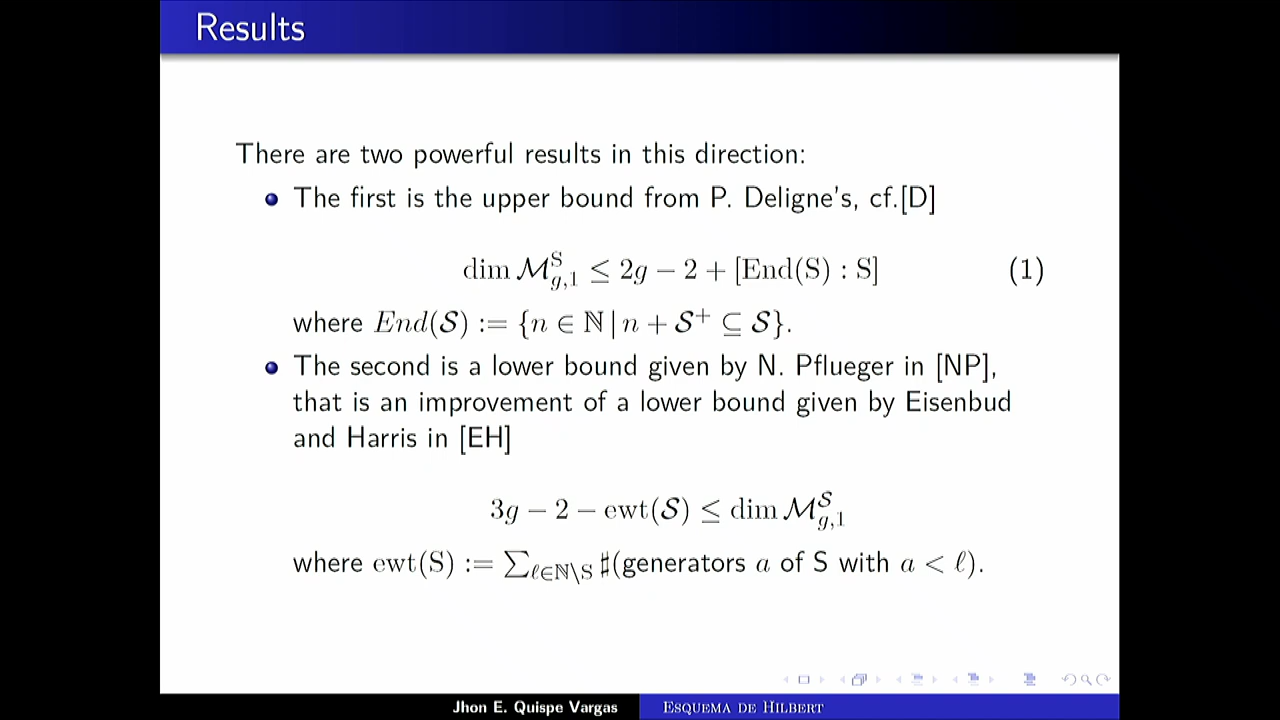 Results
There are two powerful results in this direction:
The first is the upper bound from P. Deligne's, cf.[D]
dim 𝓜^S_{g,1} ≤ 2g − 2 + [End(S) : S] (1)
where End(𝓢) := {n ∈ ℕ | n + 𝓢⁺ ⊆ 𝓢}.
The second is a lower bound given by N. Pflueger in [NP],
that is an improvement of a lower bound given by Eisenbud
and Harris in [EH]
3g − 2 − ewt(𝓢) ≤ dim 𝓜^𝓢_{g,1}
where ewt(S) := ∑_{ℓ∈ℕ\S} ♯(generators a of S with a < ℓ).
Jhon E. Quispe Vargas Esquema de Hilbert